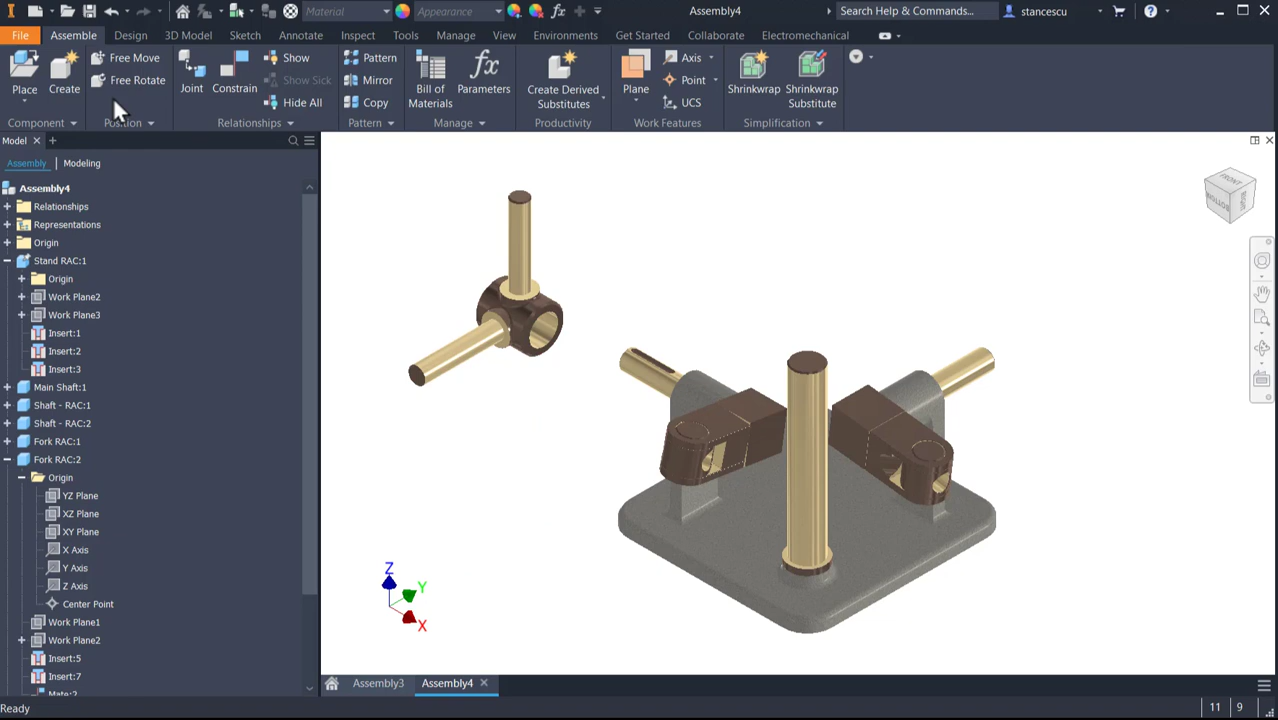 Material
Appearance
Assembly4
Search Help & Commands...
stancescu
File
Assemble
Design
3D Model
Sketch
Annotate
Inspect
Tools
Manage
View
Environments
Get Started
Collaborate
Electromechanical
Place
Create
Free Move
Free Rotate
Joint
Constrain
Show
Show Sick
Hide All
Pattern
Mirror
Copy
Bill of
Materials
Parameters
Create Derived
Substitutes
Plane
Axis
Point
UCS
Shrinkwrap
Shrinkwrap
Substitute
Component
Position
Relationships
Pattern
Manage
Productivity
Work Features
Simplification
Model
Assembly
Modeling
Assembly4
Relationships
Representations
Origin
Stand RAC:1
Origin
Work Plane2
Work Plane3
Insert:1
Insert:2
Insert:3
Main Shaft:1
Shaft - RAC:1
Shaft - RAC:2
Fork RAC:1
Fork RAC:2
Origin
YZ Plane
XZ Plane
XY Plane
X Axis
Y Axis
Z Axis
Center Point
Work Plane1
Work Plane2
Insert:5
Insert:7
Mate:2
FRONT
BOTTOM
RIGHT
Z
Y
X
Assembly3
Assembly4
Ready
11
9